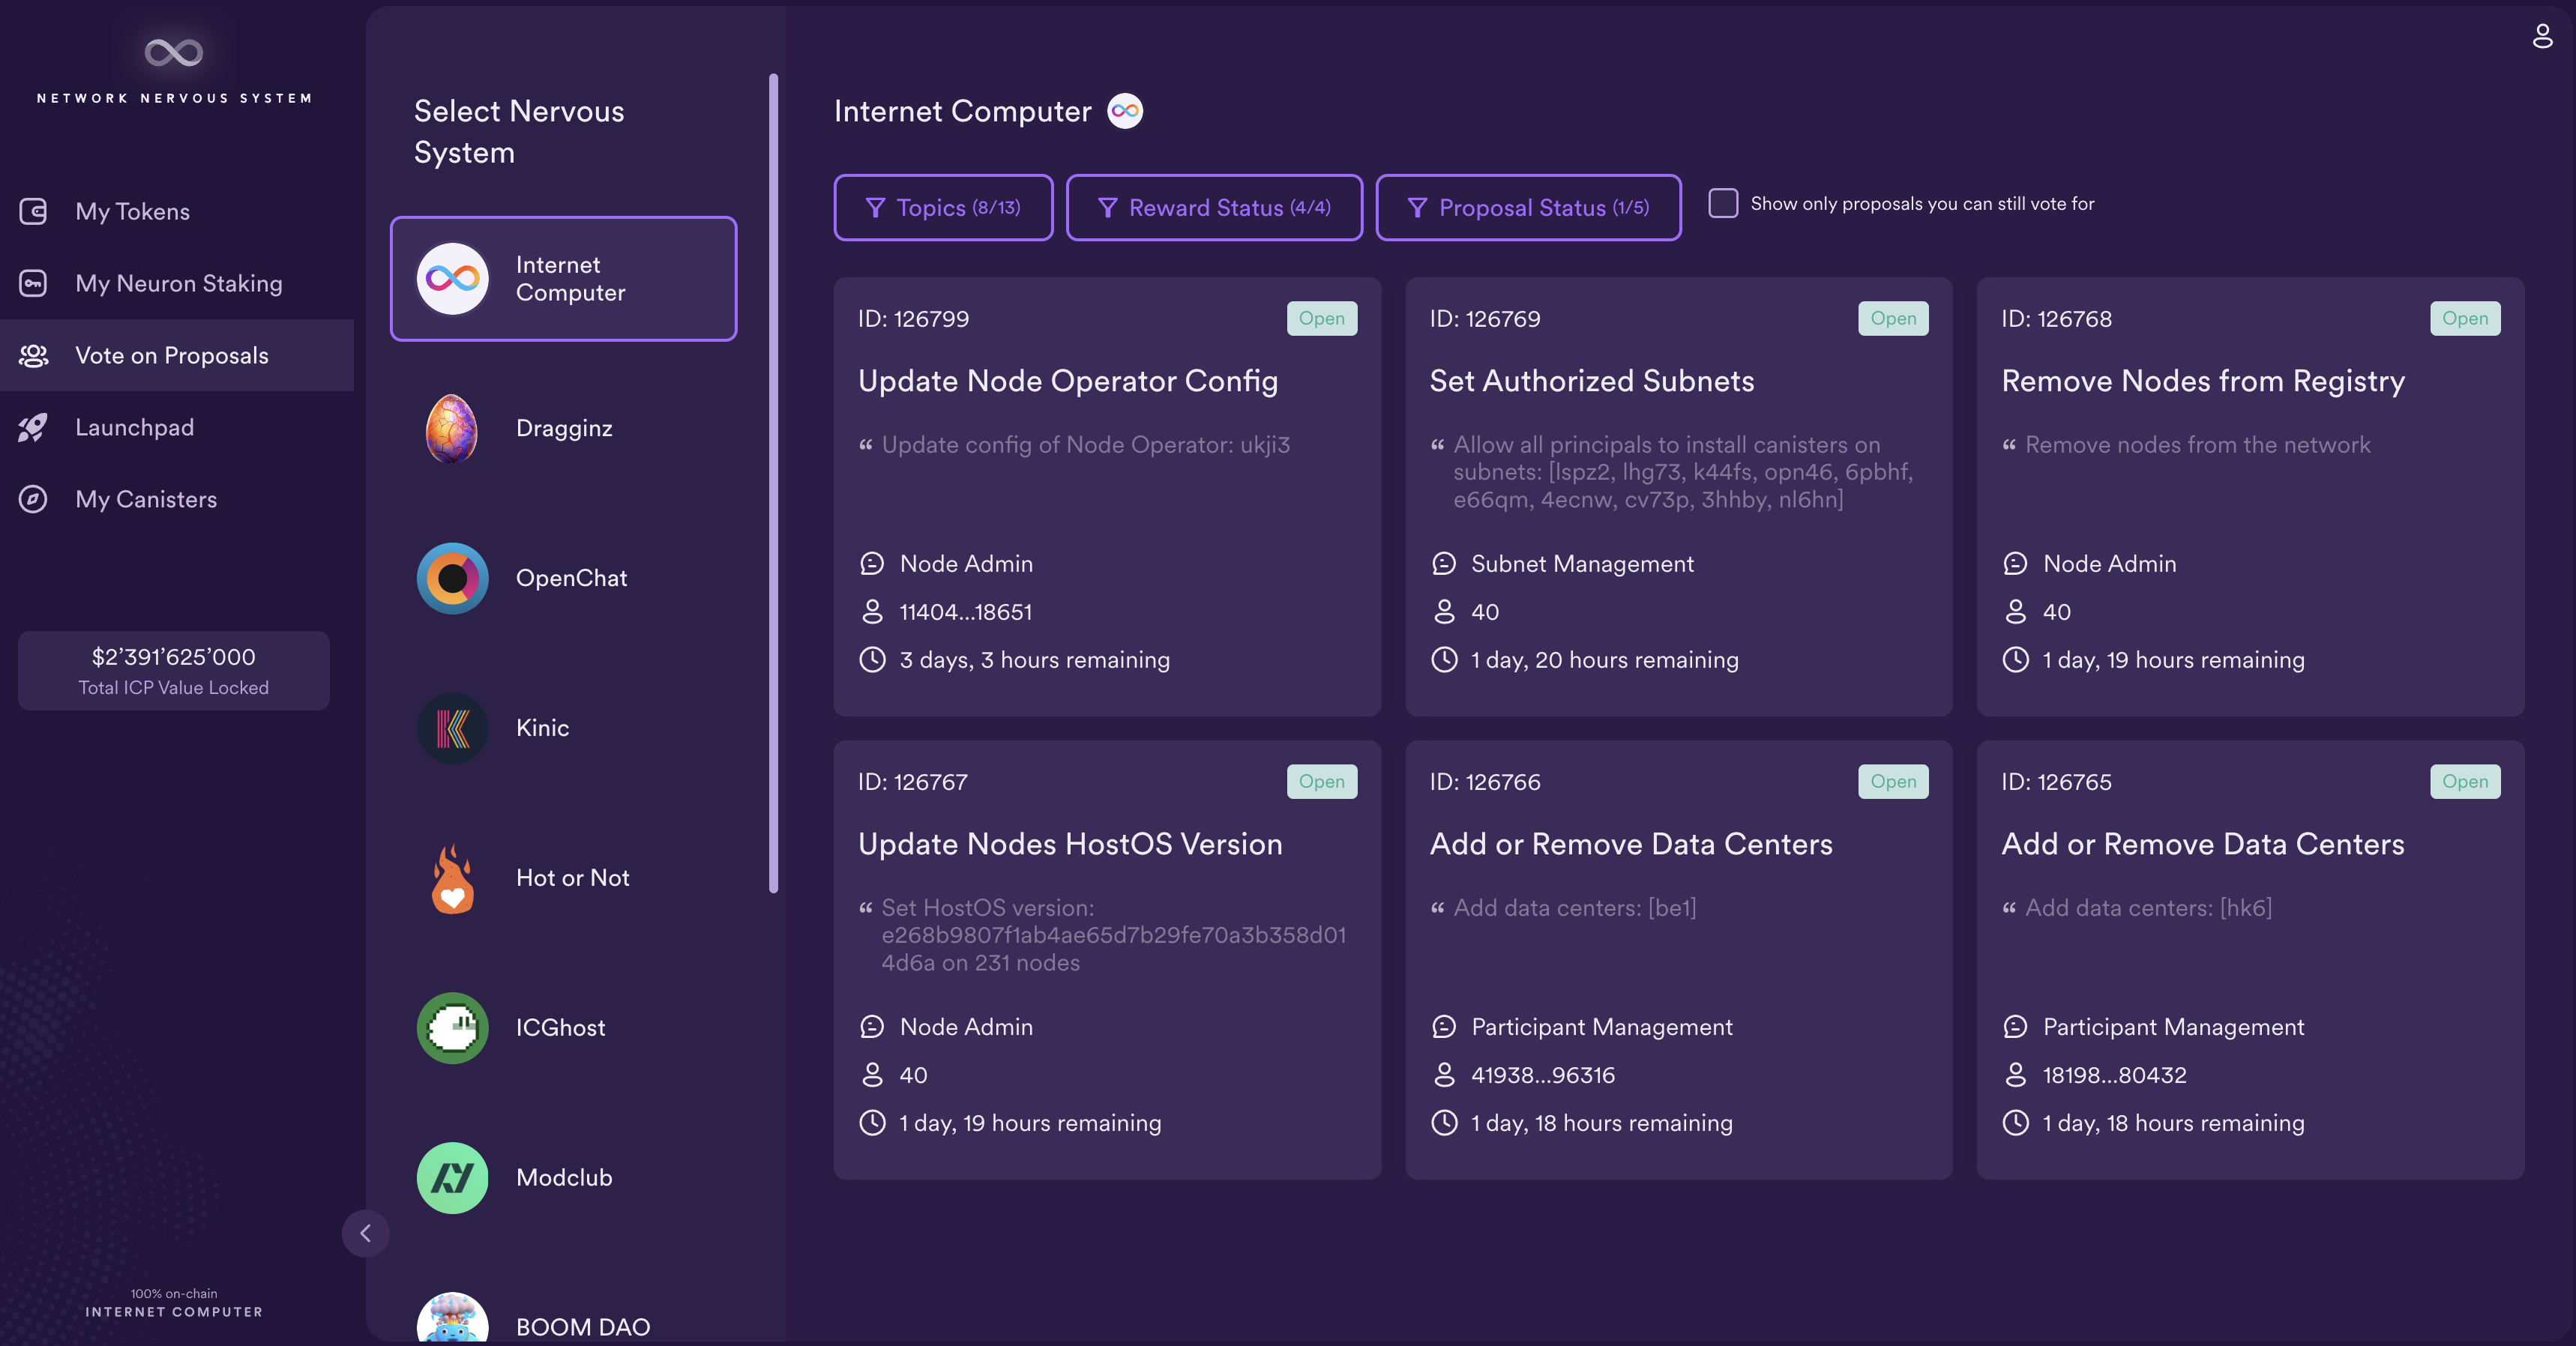 NETWORK NERVOUS SYSTEM
My Tokens
My Neuron Staking
Vote on Proposals
Launchpad
My Canisters
$2’391’625’000
Total ICP Value Locked
100% on-chain
INTERNET COMPUTER
Select Nervous
System
Internet
Computer
Dragginz
OpenChat
Kinic
Hot or Not
ICGhost
Modclub
BOOM DAO
Internet Computer
Topics (8/13)
Reward Status (4/4)
Proposal Status (1/5)
Show only proposals you can still vote for
ID: 126799
Open
Update Node Operator Config
“ Update config of Node Operator: ukji3
Node Admin
11404...18651
3 days, 3 hours remaining
ID: 126769
Open
Set Authorized Subnets
“ Allow all principals to install canisters on
subnets: [lspz2, lhg73, k44fs, opn46, 6pbhf,
e66qm, 4ecnw, cv73p, 3hhby, nl6hn]
Subnet Management
40
1 day, 20 hours remaining
ID: 126768
Open
Remove Nodes from Registry
“ Remove nodes from the network
Node Admin
40
1 day, 19 hours remaining
ID: 126767
Open
Update Nodes HostOS Version
“ Set HostOS version:
e268b9807f1ab4ae65d7b29fe70a3b358d01
4d6a on 231 nodes
Node Admin
40
1 day, 19 hours remaining
ID: 126766
Open
Add or Remove Data Centers
“ Add data centers: [be1]
Participant Management
41938...96316
1 day, 18 hours remaining
ID: 126765
Open
Add or Remove Data Centers
“ Add data centers: [hk6]
Participant Management
18198...80432
1 day, 18 hours remaining